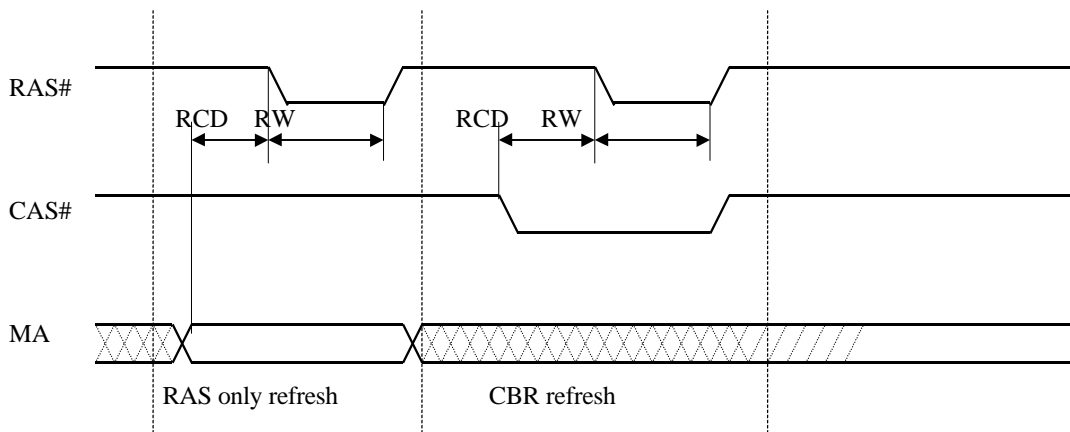 RAS#
RCD RW RCD RW
CAS#
MA
RAS only refresh CBR refresh